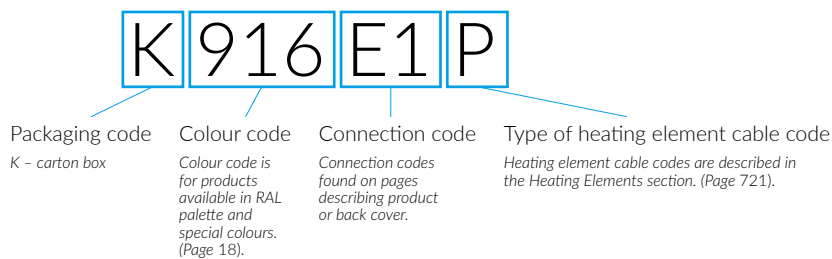 K916E1P
Packaging code
K – carton box
Colour code
Colour code is
for products
available in RAL
palette and
special colours.
(Page 18).
Connection code
Connection codes
found on pages
describing product
or back cover.
Type of heating element cable code
Heating element cable codes are described in
the Heating Elements section. (Page 721).